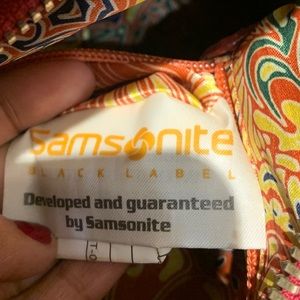 Samsonite
BLACK LABEL
Developed and guaranteed
by Samsonite